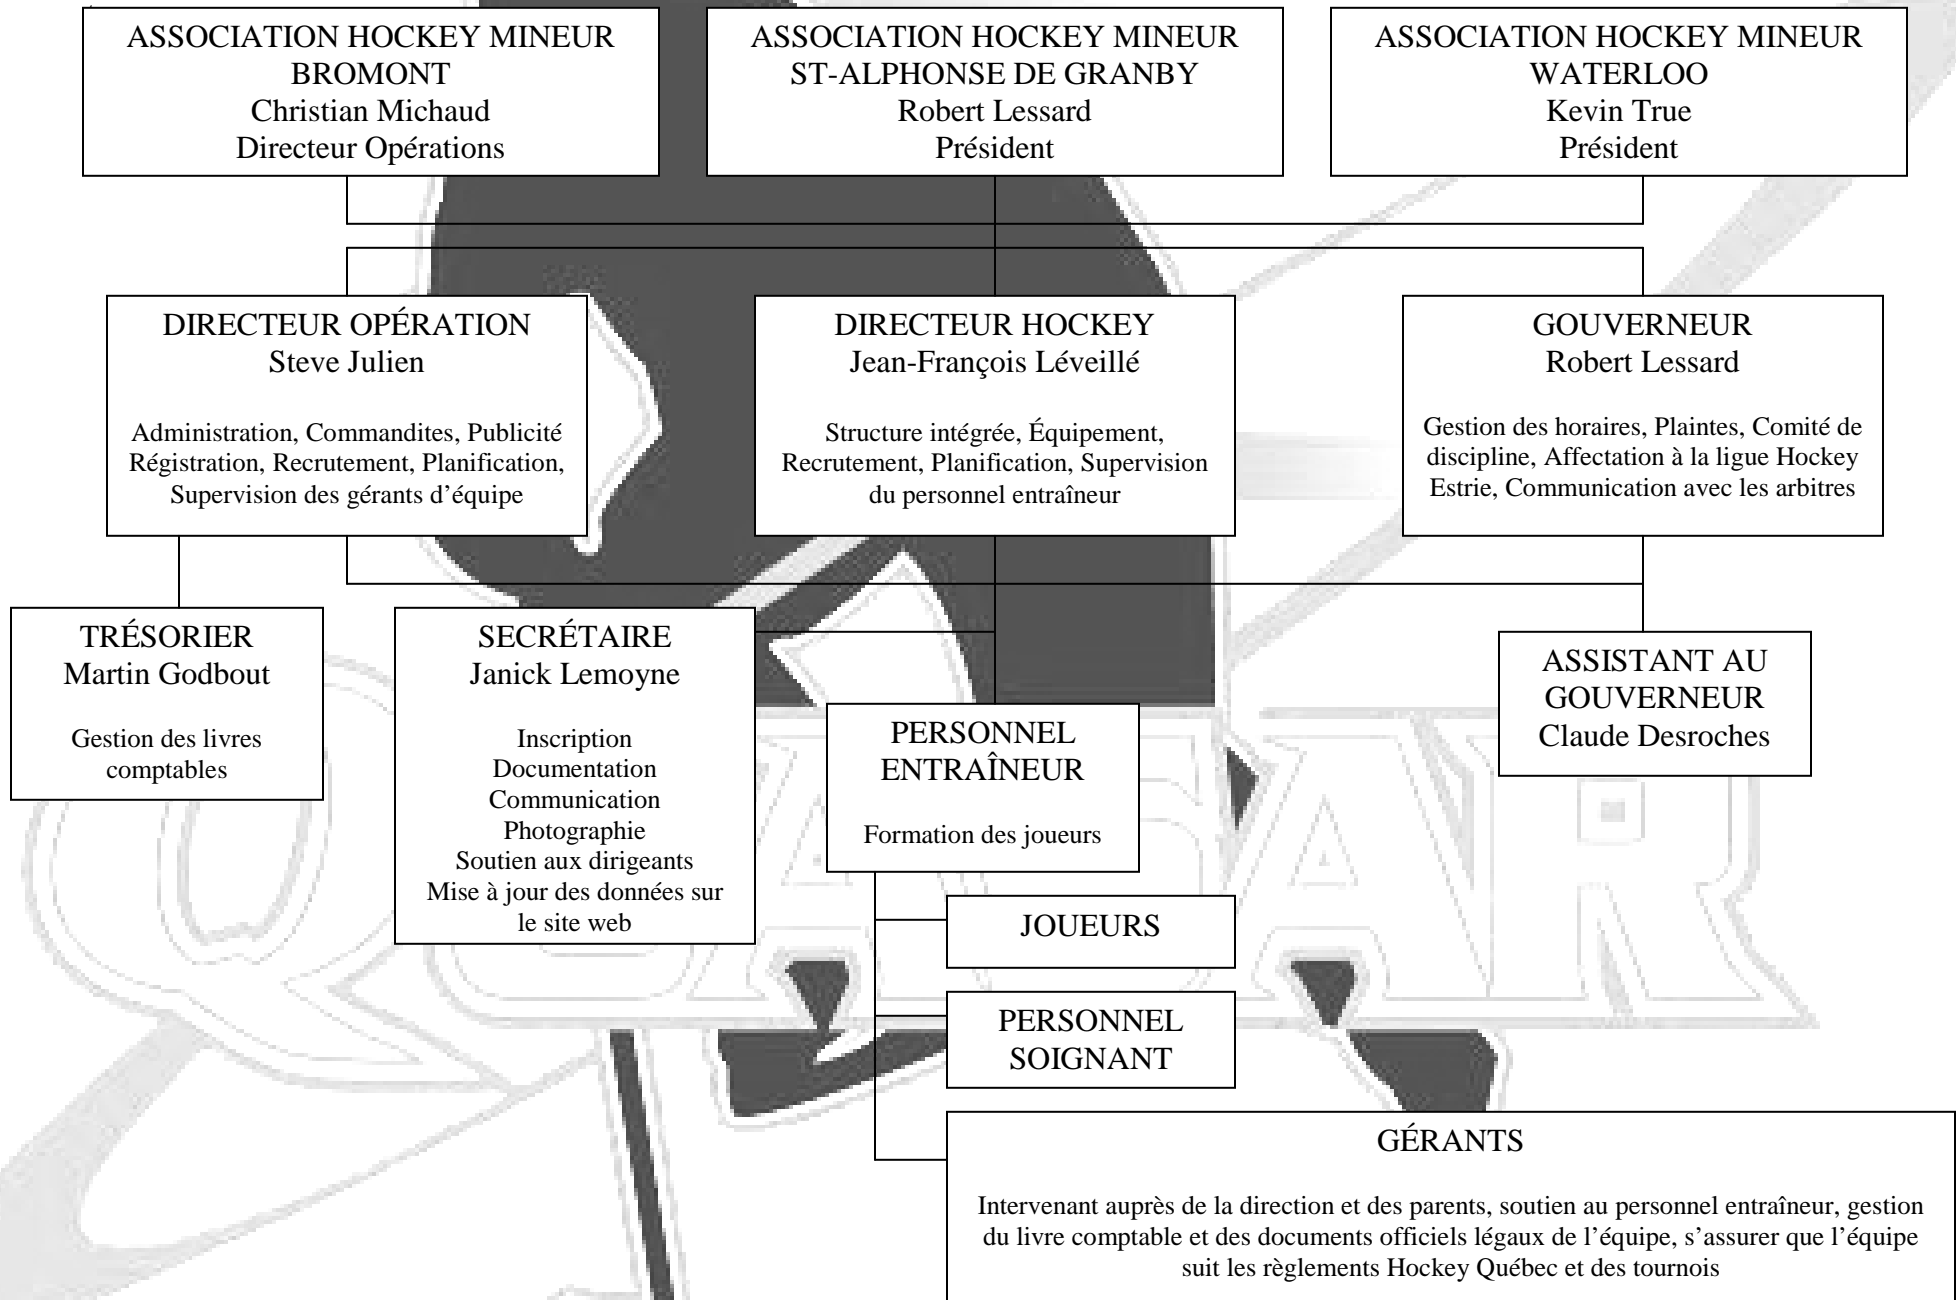 ASSOCIATION HOCKEY MINEUR
BROMONT
Christian Michaud
Directeur Opérations
ASSOCIATION HOCKEY MINEUR
ST-ALPHONSE DE GRANBY
Robert Lessard
Président
ASSOCIATION HOCKEY MINEUR
WATERLOO
Kevin True
Président
DIRECTEUR OPÉRATION
Steve Julien
Administration, Commandites, Publicité
Régistration, Recrutement, Planification,
Supervision des gérants d’équipe
DIRECTEUR HOCKEY
Jean-François Léveillé
Structure intégrée, Équipement,
Recrutement, Planification, Supervision
du personnel entraîneur
GOUVERNEUR
Robert Lessard
Gestion des horaires, Plaintes, Comité de
discipline, Affectation à la ligue Hockey
Estrie, Communication avec les arbitres
TRÉSORIER
Martin Godbout
Gestion des livres
comptables
SECRÉTAIRE
Janick Lemoyne
Inscription
Documentation
Communication
Photographie
Soutien aux dirigeants
Mise à jour des données sur
le site web
PERSONNEL
ENTRAÎNEUR
Formation des joueurs
ASSISTANT AU
GOUVERNEUR
Claude Desroches
JOUEURS
PERSONNEL
SOIGNANT
GÉRANTS
Intervenant auprès de la direction et des parents, soutien au personnel entraîneur, gestion
du livre comptable et des documents officiels légaux de l’équipe, s’assurer que l’équipe
suit les règlements Hockey Québec et des tournois